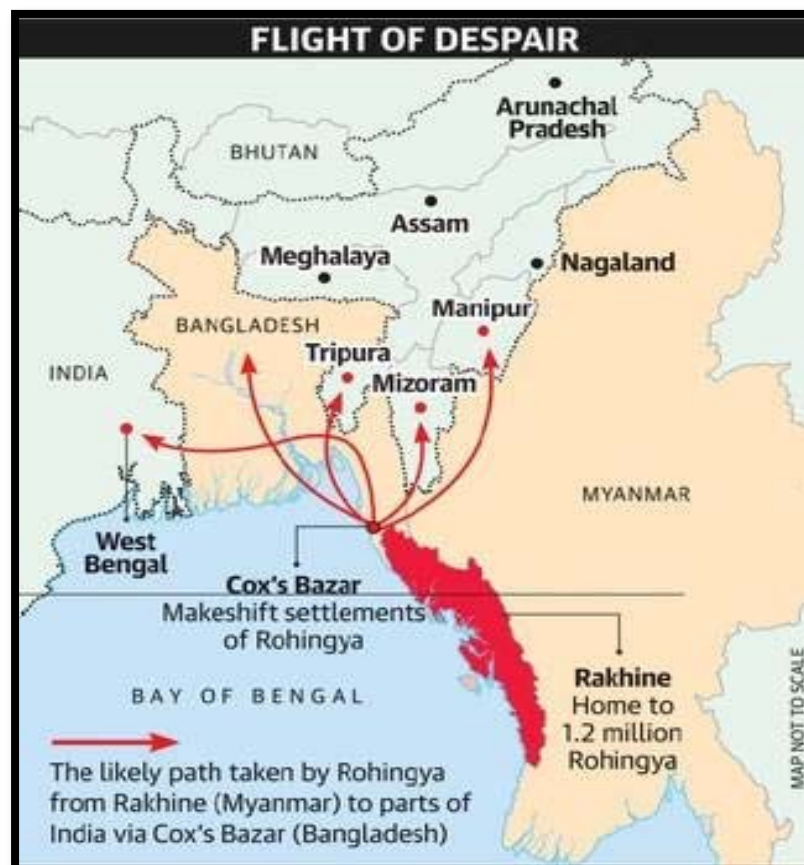 FLIGHT OF DESPAIR
Arunachal
Pradesh
BHUTAN
Assam
Meghalaya
Nagaland
Manipur
BANGLADESH
Tripura
INDIA
Mizoram
MYANMAR
West
Bengal
Cox's Bazar
Makeshift settlements
of Rohingya
Rakhine
Home to
1.2 million
Rohingya
BAY OF BENGAL
The likely path taken by Rohingya
from Rakhine (Myanmar) to parts of
India via Cox's Bazar (Bangladesh)
MAP NOT TO SCALE